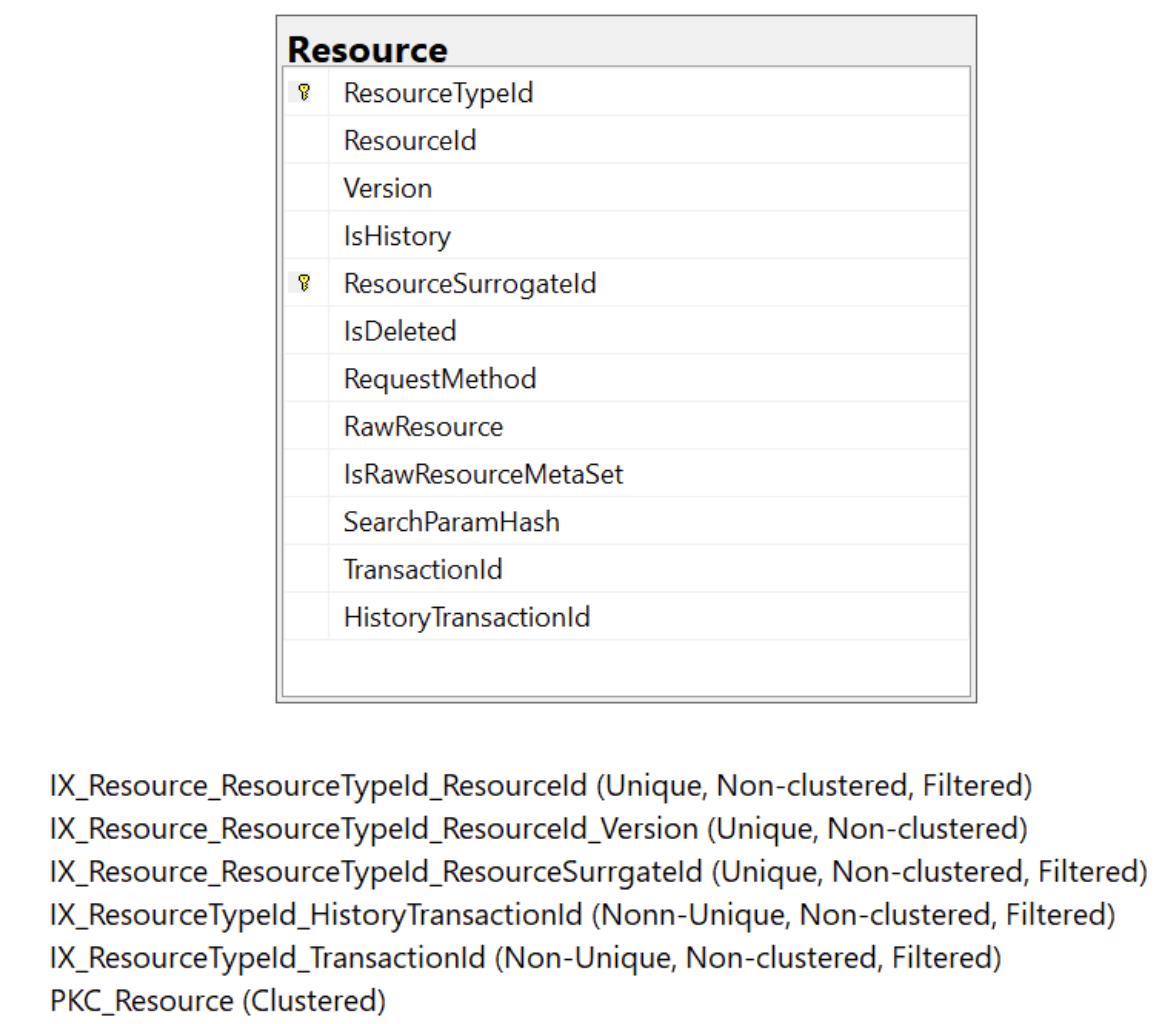 Resource
ResourceTypeId
ResourceId
Version
IsHistory
ResourceSurrogateId
IsDeleted
RequestMethod
RawResource
IsRawResourceMetaSet
SearchParamHash
TransactionId
HistoryTransactionId
IX_Resource_ResourceTypeId_ResourceId (Unique, Non-clustered, Filtered)
IX_Resource_ResourceTypeId_ResourceId_Version (Unique, Non-clustered)
IX_Resource_ResourceTypeId_ResourceSurrgateId (Unique, Non-clustered, Filtered)
IX_ResourceTypeId_HistoryTransactionId (Nonn-Unique, Non-clustered, Filtered)
IX_ResourceTypeId_TransactionId (Non-Unique, Non-clustered, Filtered)
PKC_Resource (Clustered)